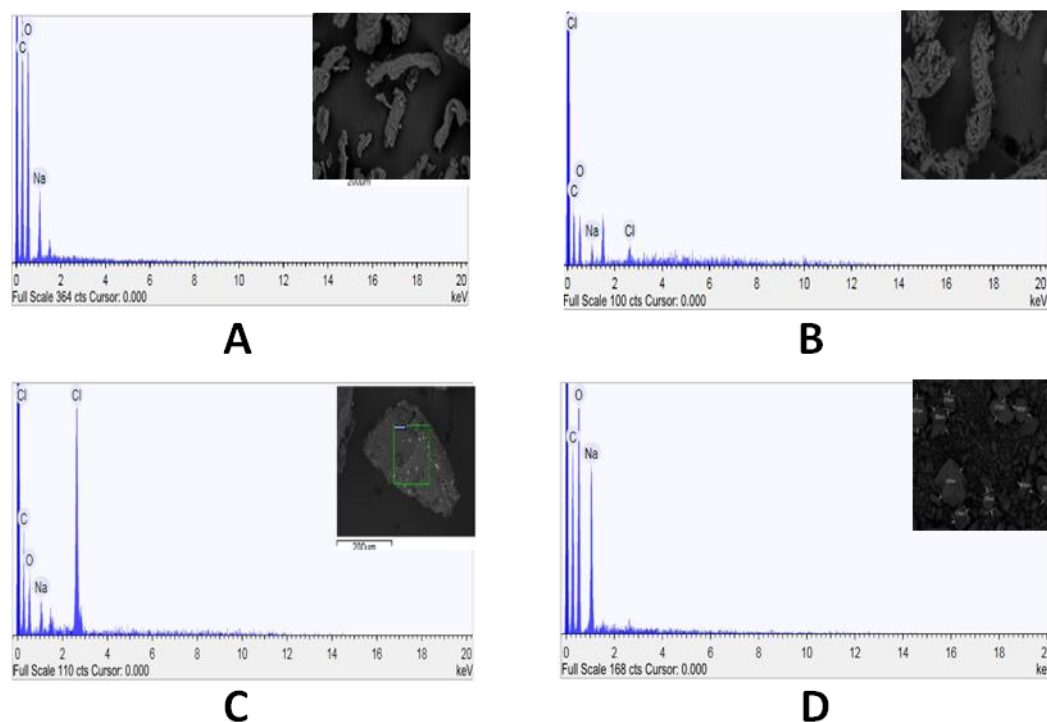 O
C
Na
200μm
0 2 4 6 8 10 12 14 16 18 20
Full Scale 364 cts Cursor: 0.000 keV
A
Cl
O
C
Na Cl
0 2 4 6 8 10 12 14 16 18 20
Full Scale 100 cts Cursor: 0.000 keV
B
Cl Cl
C
O
Na
200μm
0 2 4 6 8 10 12 14 16 18 20
Full Scale 110 cts Cursor: 0.000 keV
C
O
C
Na
0 2 4 6 8 10 12 14 16 18 20
Full Scale 168 cts Cursor: 0.000 keV
D